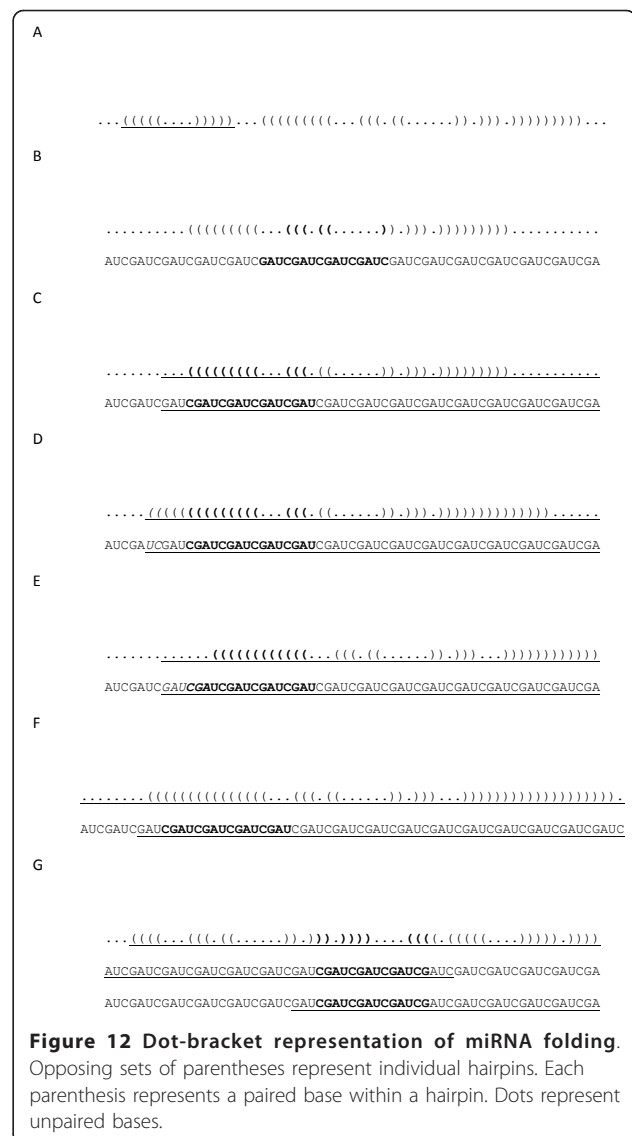 A
...(((((....)))))...(((((((((...(((.((......)).))).)))))))))...
B
..........(((((((((...(((.((......)).))).)))))))))...........
AUCGAUCGAUCGAUCGAUCGAUCGAUCGAUCGAUCGAUCGAUCGAUCGAUCGAUCGAUCGA
C
..........(((((((((...(((.((......)).))).)))))))))...........
AUCGAUCGAUCGAUCGAUCGAUCGAUCGAUCGAUCGAUCGAUCGAUCGAUCGAUCGAUCGA
D
.....((((((((((((((...(((.((......)).))).))))))))))))))......
AUCGAUCGAUCGAUCGAUCGAUCGAUCGAUCGAUCGAUCGAUCGAUCGAUCGAUCGAUCGA
E
.............((((((((((((...(((.((......)).)))...))))))))))))
AUCGAUCGAUCGAUCGAUCGAUCGAUCGAUCGAUCGAUCGAUCGAUCGAUCGAUCGAUCGA
F
........(((((((((((((((...(((.((......)).)))...))))))))))))))))))).
AUCGAUCGAUCGAUCGAUCGAUCGAUCGAUCGAUCGAUCGAUCGAUCGAUCGAUCGAUCGAUCGAUC
G
...((((...(((.((......)).))).))))....((((.(((((....))))).))))
AUCGAUCGAUCGAUCGAUCGAUCGAUCGAUCGAUCGAUCGAUCGAUCGAUCGAUCGAUCGA
AUCGAUCGAUCGAUCGAUCGAUCGAUCGAUCGAUCGAUCGAUCGAUCGAUCGAUCGAUCGA
Figure 12 Dot-bracket representation of miRNA folding.
Opposing sets of parentheses represent individual hairpins. Each
parenthesis represents a paired base within a hairpin. Dots represent
unpaired bases.